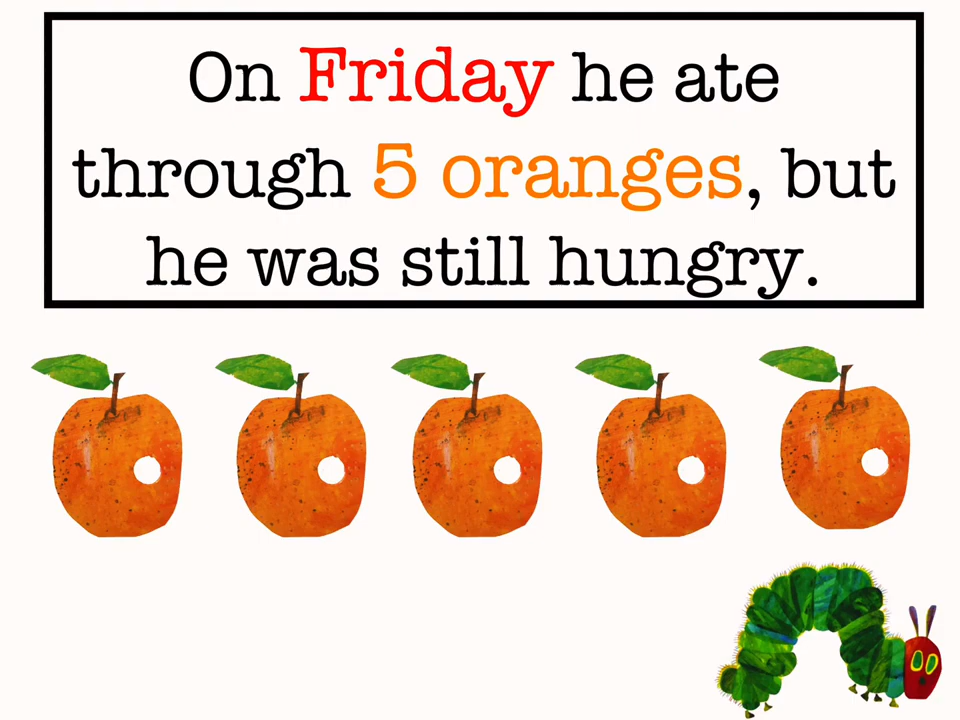 On Friday he ate
through 5 oranges, but
he was still hungry.